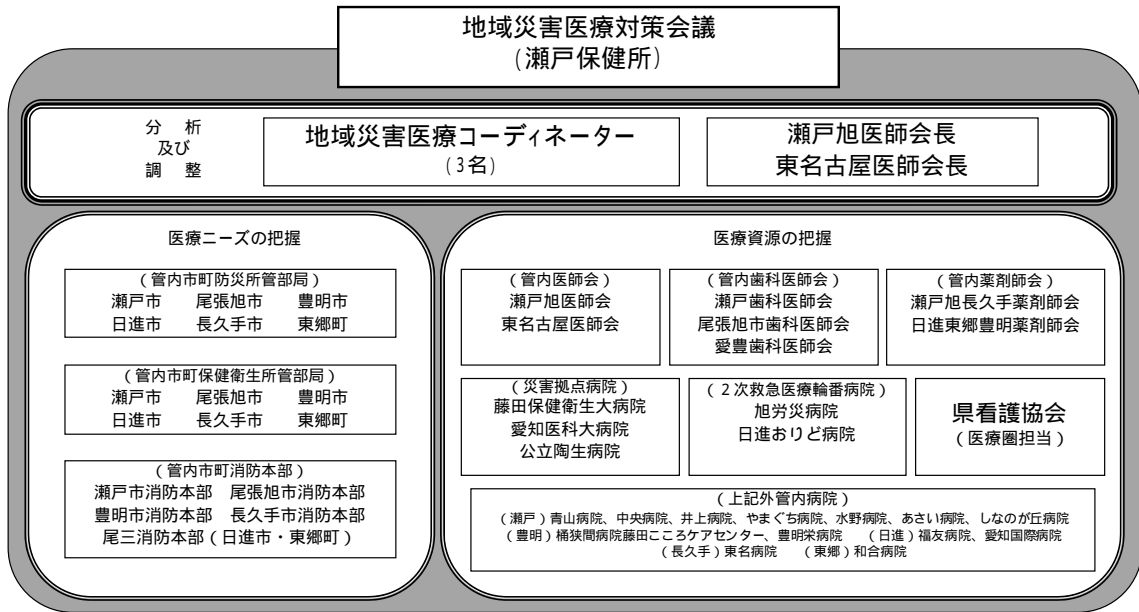 地域災害医療対策会議
(瀬戸保健所)
分　析
及び
調　整
地域災害医療コーディネーター
(3名)
瀬戸旭医師会長
東名古屋医師会長
医療ニーズの把握
(管内市町防災所管部局)
瀬戸市　尾張旭市　豊明市
日進市　長久手市　東郷町
(管内市町保健衛生所管部局)
瀬戸市　尾張旭市　豊明市
日進市　長久手市　東郷町
(管内市町消防本部)
瀬戸市消防本部　尾張旭市消防本部
豊明市消防本部　長久手市消防本部
尾三消防本部(日進市・東郷町)
医療資源の把握
(管内医師会)
瀬戸旭医師会
東名古屋医師会
(管内歯科医師会)
瀬戸歯科医師会
尾張旭市歯科医師会
愛豊歯科医師会
(管内薬剤師会)
瀬戸旭長久手薬剤師会
日進東郷豊明薬剤師会
(災害拠点病院)
藤田保健衛生大病院
愛知医科大病院
公立陶生病院
(2次救急医療輪番病院)
旭労災病院
日進おりど病院
県看護協会
(医療圏担当)
(上記外管内病院)
(瀬戸)青山病院、中央病院、井上病院、やまぐち病院、水野病院、あさい病院、しなのが丘病院
(豊明)桶狭間病院藤田こころケアセンター、豊明栄病院　(日進)福友病院、愛知国際病院
(長久手)東名病院　(東郷)和合病院